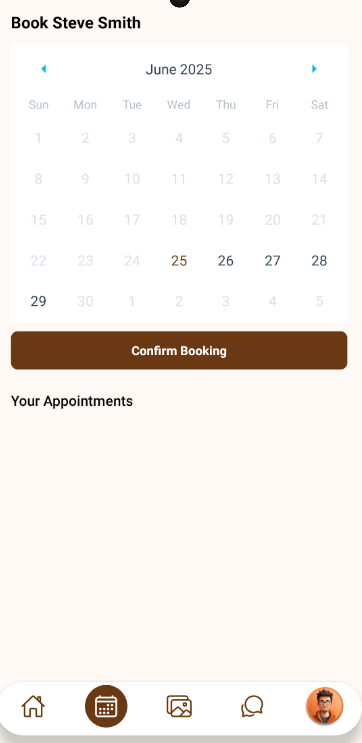 Book Steve Smith
June 2025
Sun Mon Tue Wed Thu Fri Sat
1 2 3 4 5 6 7
8 9 10 11 12 13 14
15 16 17 18 19 20 21
22 23 24 25 26 27 28
29 30 1 2 3 4 5
Confirm Booking
Your Appointments